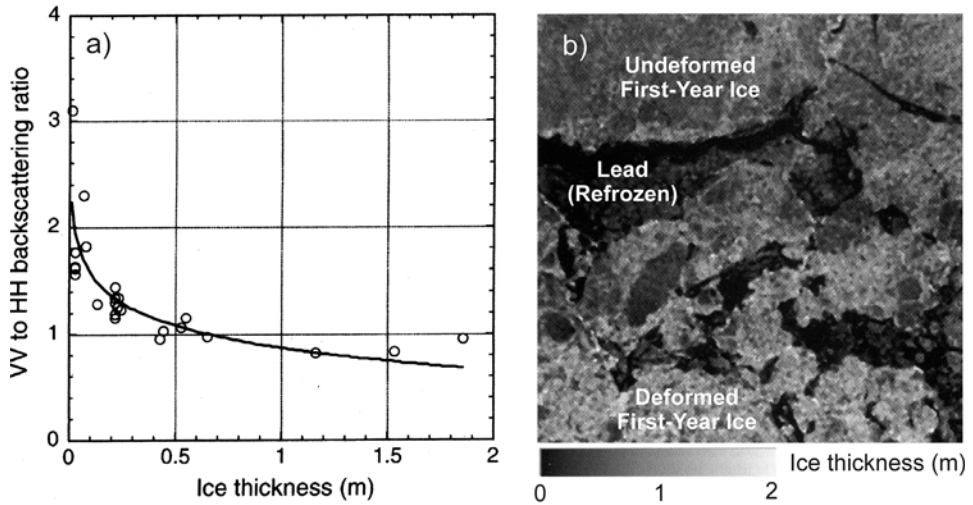 a)
4
3
2
1
0
0
0.5
1
1.5
2
VV to HH backscattering ratio
Ice thickness (m)
b)
Undeformed
First-Year Ice
Lead
(Refrozen)
Deformed
First-Year Ice
Ice thickness (m)
0
1
2